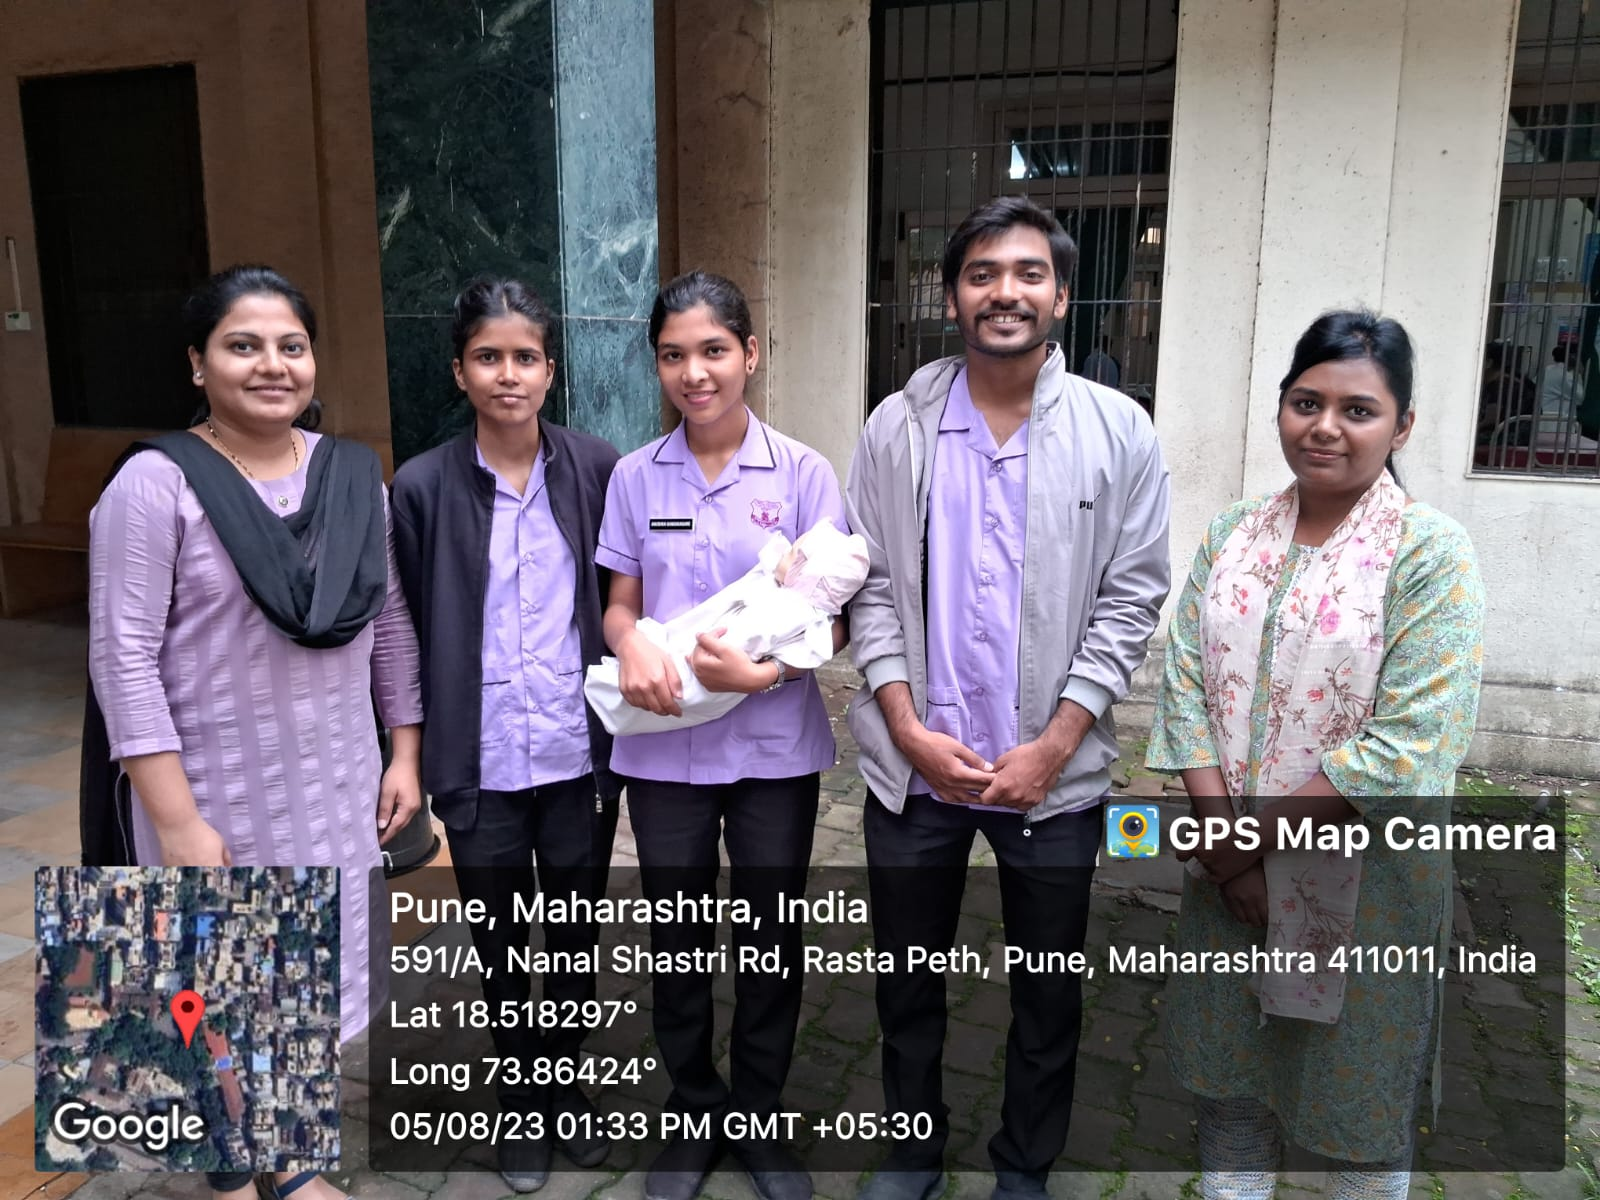 PU
GPS Map Camera
Pune, Maharashtra, India
591/A, Nanal Shastri Rd, Rasta Peth, Pune, Maharashtra 411011, India
Lat 18.518297°
Long 73.86424°
05/08/23 01:33 PM GMT +05:30
Google